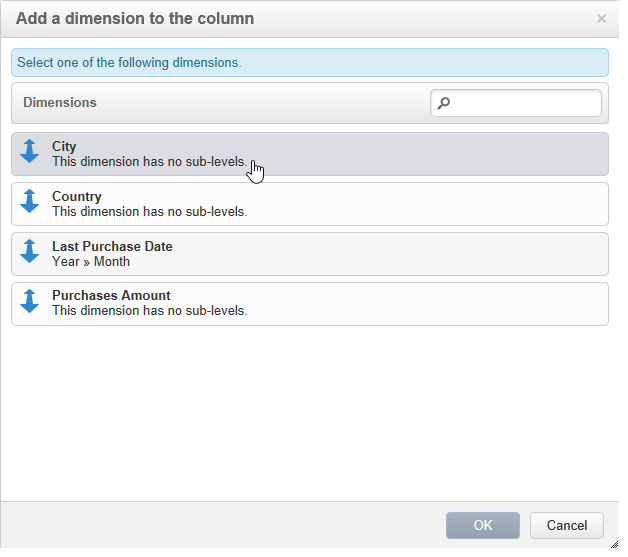 Add a dimension to the column
×
Select one of the following dimensions.
Dimensions
City
This dimension has no sub-levels.
Country
This dimension has no sub-levels.
Last Purchase Date
Year » Month
Purchases Amount
This dimension has no sub-levels.
OK Cancel